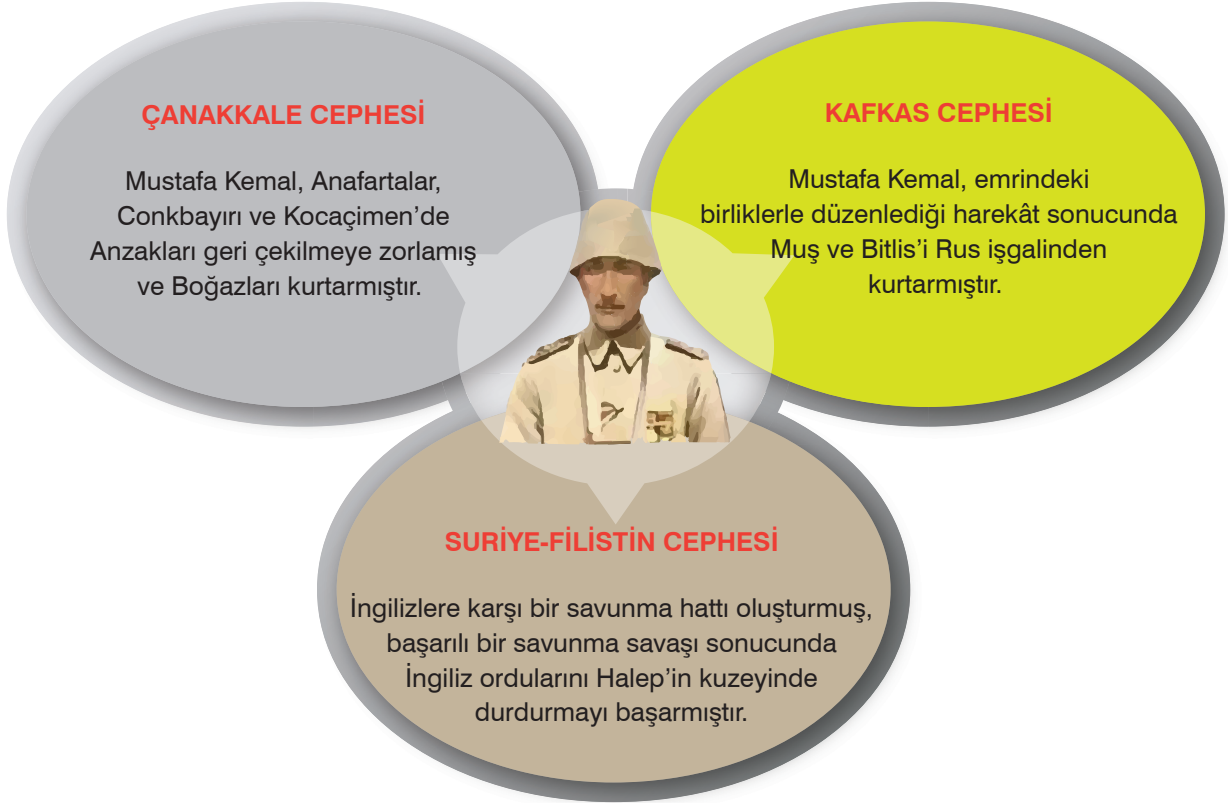 ÇANAKKALE CEPHESİ
Mustafa Kemal, Anafartalar,
Conkbayırı ve Kocaçimen’de
Anzakları geri çekilmeye zorlamış
ve Boğazları kurtarmıştır.
KAFKAS CEPHESİ
Mustafa Kemal, emrindeki
birliklerle düzenlediği harekât sonucunda
Muş ve Bitlis’i Rus işgalinden
kurtarmıştır.
SURİYE-FİLİSTİN CEPHESİ
İngilizlere karşı bir savunma hattı oluşturmuş,
başarılı bir savunma savaşı sonucunda
İngiliz ordularını Halep’in kuzeyinde
durdurmayı başarmıştır.